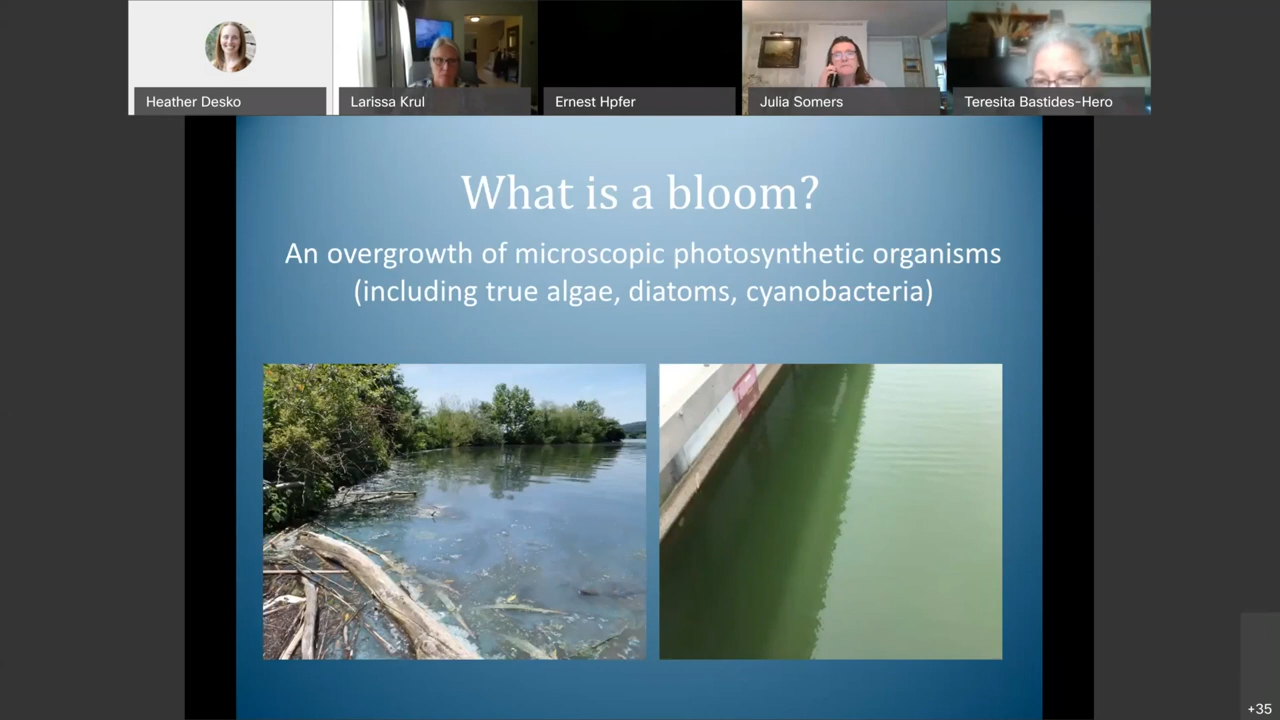 Heather Desko
Larissa Krul
Ernest Hpfer
Julia Somers
Teresita Bastides-Hero
What is a bloom?
An overgrowth of microscopic photosynthetic organisms
(including true algae, diatoms, cyanobacteria)
+35